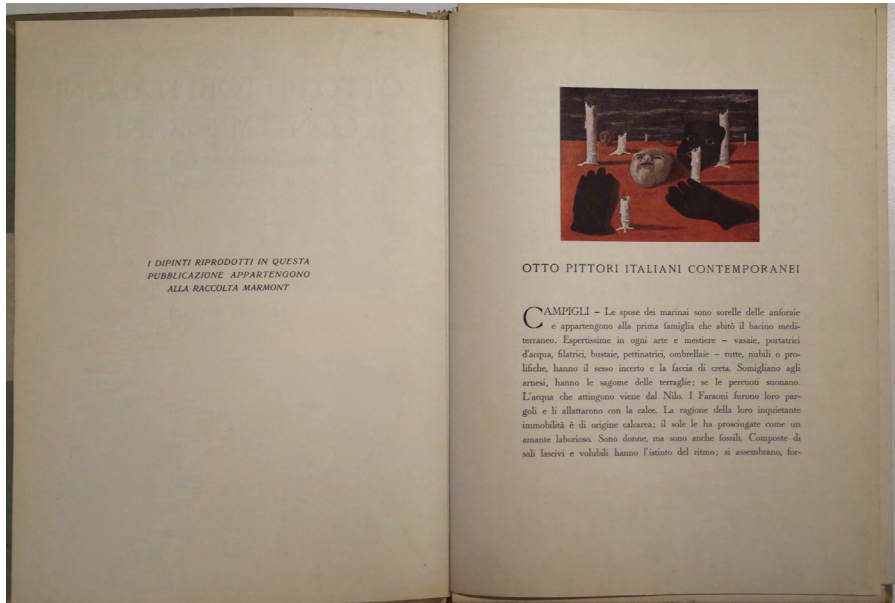 I DIPINTI RIPRODOTTI IN QUESTA
PUBBLICAZIONE APPARTENGONO
ALLA RACCOLTA MARMONT
OTTO PITTORI ITALIANI CONTEMPORANEI
CAMPIGLI – Le spose dei marinai sono sorelle delle anforaie
e appartengono alla prima famiglia che abitò il bacino medi-
terraneo. Espertissime in ogni arte e mestiere – vasaie, portatrici
d'acqua, filatrici, bustaie, pettinatrici, ombrellaie – tutte, nubili o pro-
lifiche, hanno il sesso incerto e la faccia di creta. Somigliano agli
arnesi, hanno le sagome delle terraglie; se le percuoti suonano.
L'acqua che attingono viene dal Nilo. I Faraoni furono loro par-
goli e li allattarono con la calce. La ragione della loro inquietante
immobilità è di origine calcarea; il sole le ha prosciugate come un
amante laborioso. Sono donne, ma sono anche fossili. Composte di
sali lascivi e volubili hanno l'istinto del ritmo; si assembrano, for-